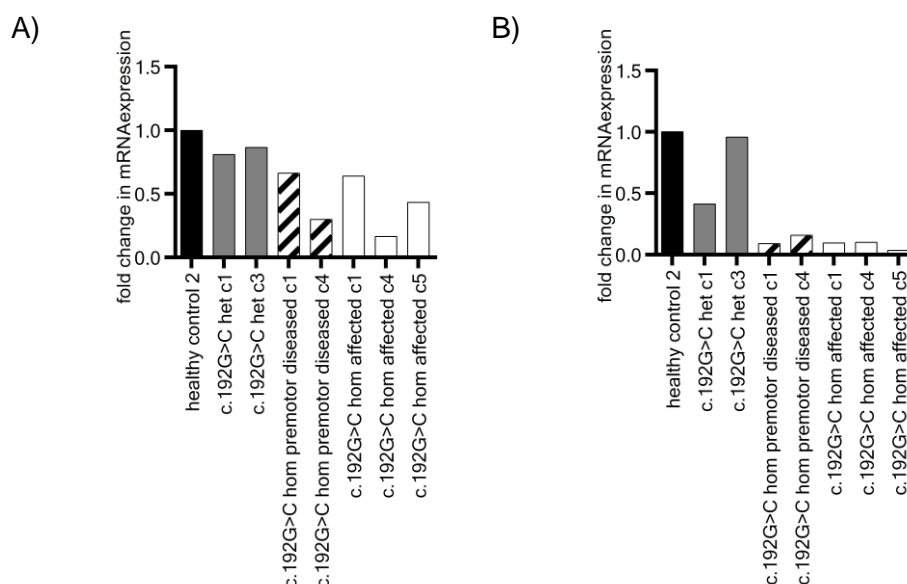 A)
fold change in mRNAexpression
1.5
1.0
0.5
0.0
healthy control 2
c.192G>C het c1
c.192G>C het c3
c.192G>C hom premotor diseased c1
c.192G>C hom premotor diseased c4
c.192G>C hom affected c1
c.192G>C hom affected c4
c.192G>C hom affected c5
B)
fold change in mRNAexpression
1.5
1.0
0.5
0.0
healthy control 2
c.192G>C het c1
c.192G>C het c3
c.192G>C hom premotor diseased c1
c.192G>C hom premotor diseased c4
c.192G>C hom affected c1
c.192G>C hom affected c4
c.192G>C hom affected c5